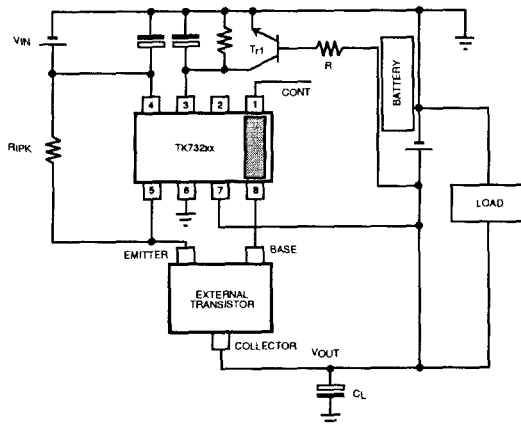 VIN
Tr1
R
BATTERY
CONT
4
3
2
1
RIPK
TK732xx
LOAD
5
6
7
8
EMITTER
BASE
EXTERNAL
TRANSISTOR
COLLECTOR
VOUT
CL